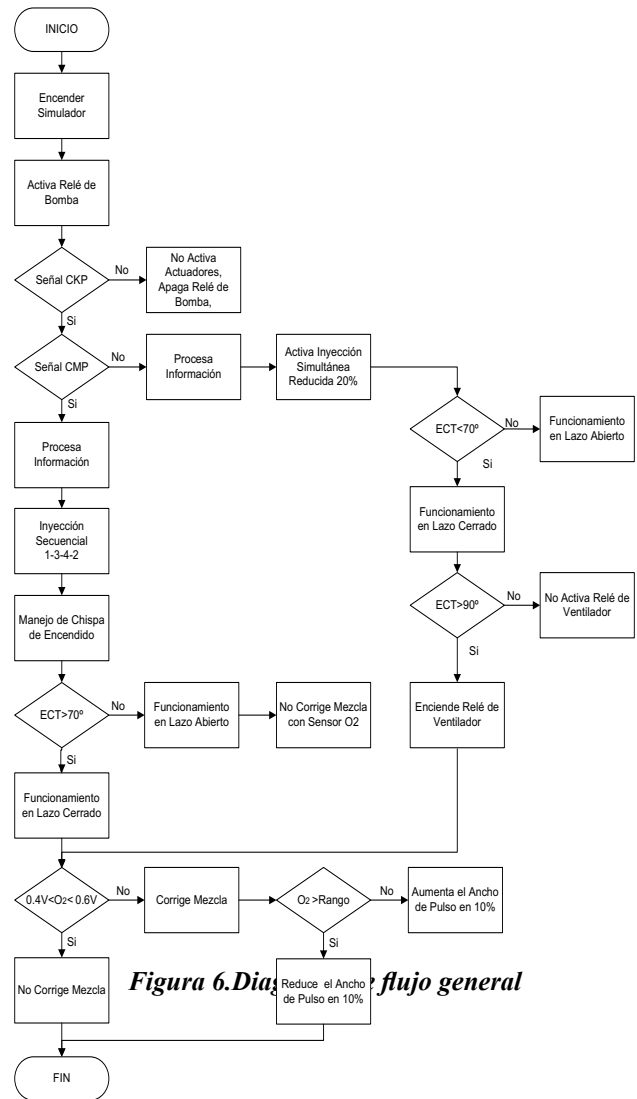 INICIO
Encender
Simulador
Activa Relé de
Bomba
Señal CKP
No
No Activa
Actuadores,
Apaga Relé de
Bomba,
Si
Señal CMP
No
Procesa
Información
Activa Inyección
Simultánea
Reducida 20%
Si
ECT<70º
No
Funcionamiento
en Lazo Abierto
Si
Procesa
Información
Funcionamiento
en Lazo Cerrado
Inyección
Secuencial
1-3-4-2
ECT>90º
No
No Activa Relé de
Ventilador
Si
Manejo de Chispa
de Encendido
Enciende Relé de
Ventilador
ECT>70º
No
Funcionamiento
en Lazo Abierto
No Corrige Mezcla
con Sensor O2
Si
Funcionamiento
en Lazo Cerrado
0.4V<O2< 0.6V
No
Corrige Mezcla
O2 >Rango
No
Aumenta el Ancho
de Pulso en 10%
Si
Si
No Corrige Mezcla
Reduce el Ancho
de Pulso en 10%
Figura 6. flujo general
FIN